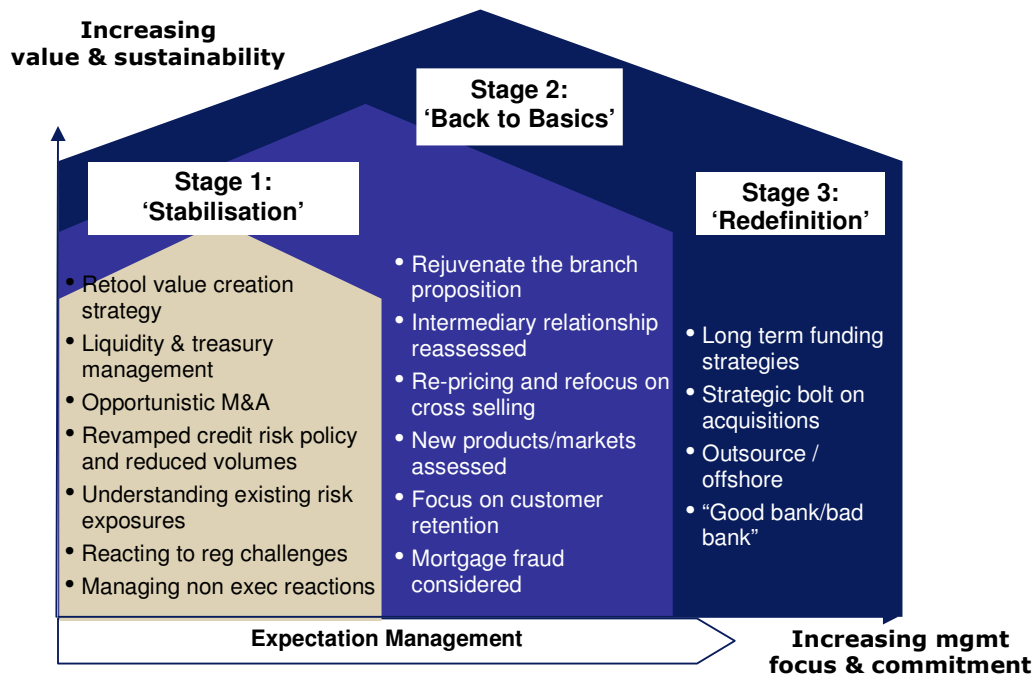 Increasing
value & sustainability
Stage 2:
‘Back to Basics’
Stage 1:
‘Stabilisation’
Stage 3:
‘Redefinition’
• Retool value creation
strategy
• Liquidity & treasury
management
• Opportunistic M&A
• Revamped credit risk policy
and reduced volumes
• Understanding existing risk
exposures
• Reacting to reg challenges
• Managing non exec reactions
• Rejuvenate the branch
proposition
• Intermediary relationship
reassessed
• Re-pricing and refocus on
cross selling
• New products/markets
assessed
• Focus on customer
retention
• Mortgage fraud
considered
• Long term funding
strategies
• Strategic bolt on
acquisitions
• Outsource /
offshore
• “Good bank/bad
bank”
Expectation Management
Increasing mgmt
focus & commitment